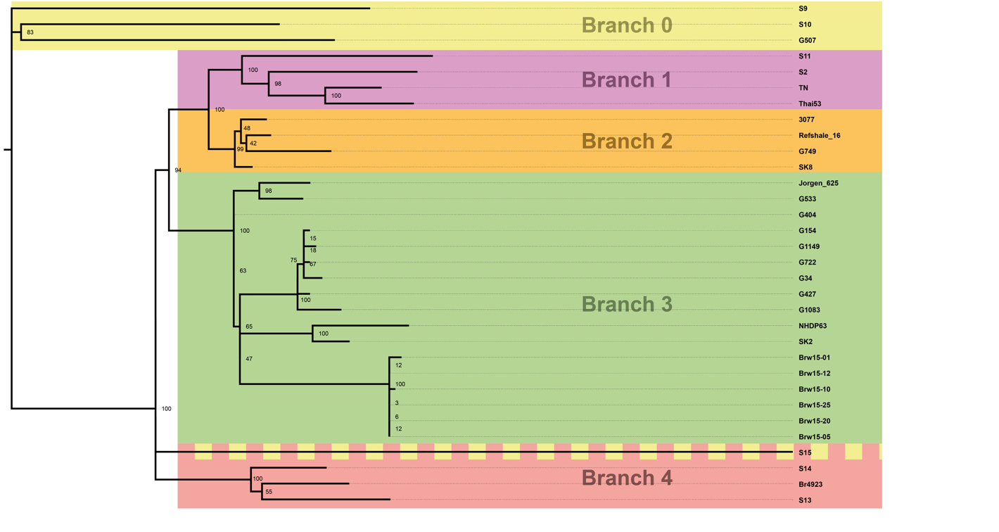 S9
Branch 0
S10
83
G507
S11
100
S2
Branch 1
98
TN
100
Thai53
100
3077
48
Refshale_16
Branch 2
42
99
G749
SK8
94
Jorgen_625
98
G533
G404
100
G154
15
G1149
18
G722
75
67
63
G34
G427
100
Branch 3
G1083
NHDP63
65
100
SK2
Brw15-01
47
12
Brw15-12
100
Brw15-10
3
Brw15-25
100
6
Brw15-20
12
Brw15-05
S15
S14
Branch 4
100
Br4923
55
S13